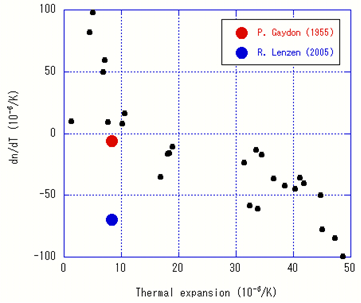 100
50
0
-50
-100
dn/dT (10⁻⁶/K)
P. Gaydon (1955)
R. Lenzen (2005)
0 10 20 30 40 50
Thermal expansion (10⁻⁶/K)